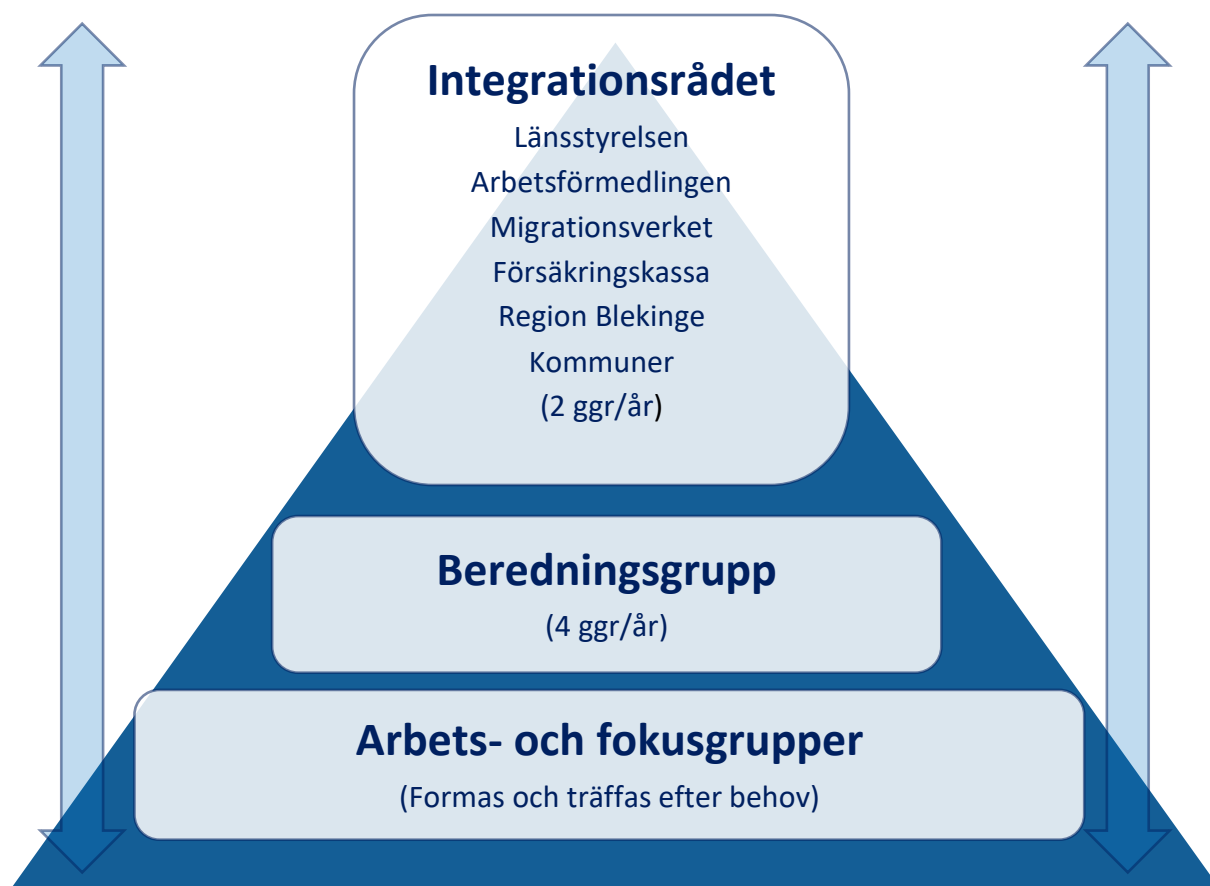 Integrationsrådet
Länsstyrelsen
Arbetsförmedlingen
Migrationsverket
Försäkringskassa
Region Blekinge
Kommuner
(2 ggr/år)
Beredningsgrupp
(4 ggr/år)
Arbets- och fokusgrupper
(Formas och träffas efter behov)